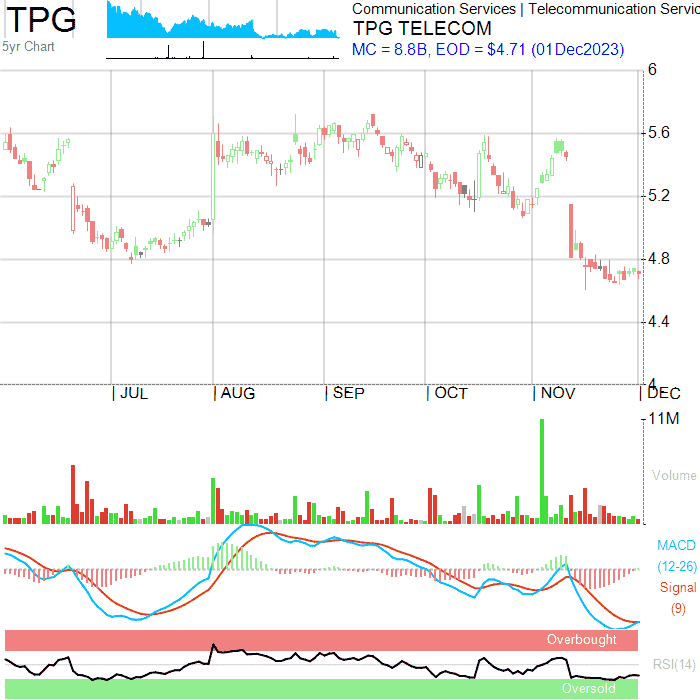 TPG
5yr Chart
Communication Services | Telecommunication Servic
TPG TELECOM
MC = 8.8B, EOD = $4.71 (01Dec2023)
6
5.6
5.2
4.8
4.4
4
| JUL | AUG | SEP | OCT | NOV | DEC
11M
Volume
MACD
(12-26)
Signal
(9)
Overbought
RSI(14)
Oversold